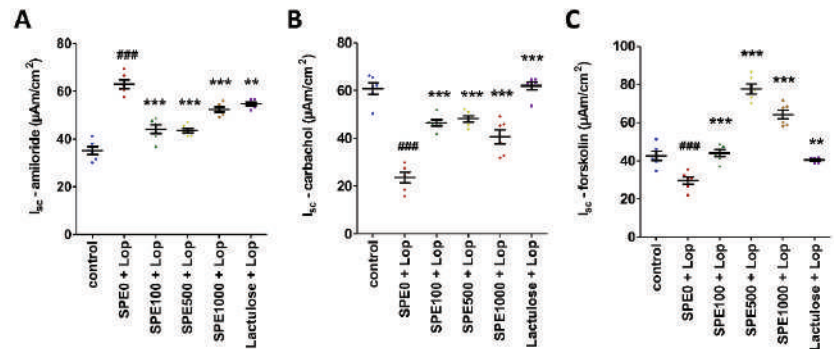 A
I_SC - amiloride (µAm/cm²)
80
60
40
20
0
###
***
***
***
**
control
SPE0 + Lop
SPE100 + Lop
SPE500 + Lop
SPE1000 + Lop
Lactulose + Lop
B
I_SC - carbachol (µAm/cm²)
80
60
40
20
0
###
***
***
***
***
control
SPE0 + Lop
SPE100 + Lop
SPE500 + Lop
SPE1000 + Lop
Lactulose + Lop
C
I_SC - forskolin (µAm/cm²)
100
80
60
40
20
0
###
***
***
***
**
control
SPE0 + Lop
SPE100 + Lop
SPE500 + Lop
SPE1000 + Lop
Lactulose + Lop